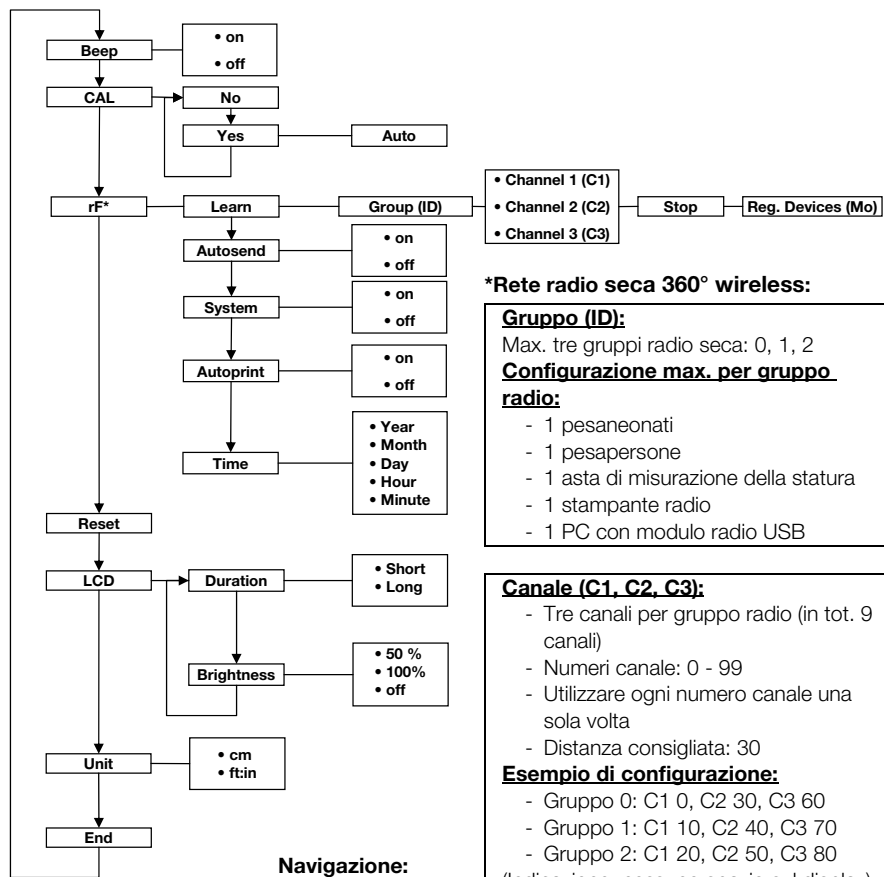 Beep
• on
• off
CAL
No
Yes
Auto
rF*
Learn
Group (ID)
• Channel 1 (C1)
• Channel 2 (C2)
• Channel 3 (C3)
Stop
Reg. Devices (Mo)
Autosend
• on
• off
System
• on
• off
Autoprint
• on
• off
Time
• Year
• Month
• Day
• Hour
• Minute
Reset
LCD
Duration
• Short
• Long
Brightness
• 50 %
• 100%
• off
Unit
• cm
• ft:in
End
Navigazione:
*Rete radio seca 360° wireless:
Gruppo (ID):
Max. tre gruppi radio seca: 0, 1, 2
Configurazione max. per gruppo
radio:
- 1 pesaneonati
- 1 pesapersone
- 1 asta di misurazione della statura
- 1 stampante radio
- 1 PC con modulo radio USB
Canale (C1, C2, C3):
- Tre canali per gruppo radio (in tot. 9
canali)
- Numeri canale: 0 - 99
- Utilizzare ogni numero canale una
sola volta
- Distanza consigliata: 30
Esempio di configurazione:
- Gruppo 0: C1 0, C2 30, C3 60
- Gruppo 1: C1 10, C2 40, C3 70
- Gruppo 2: C1 20, C2 50, C3 80